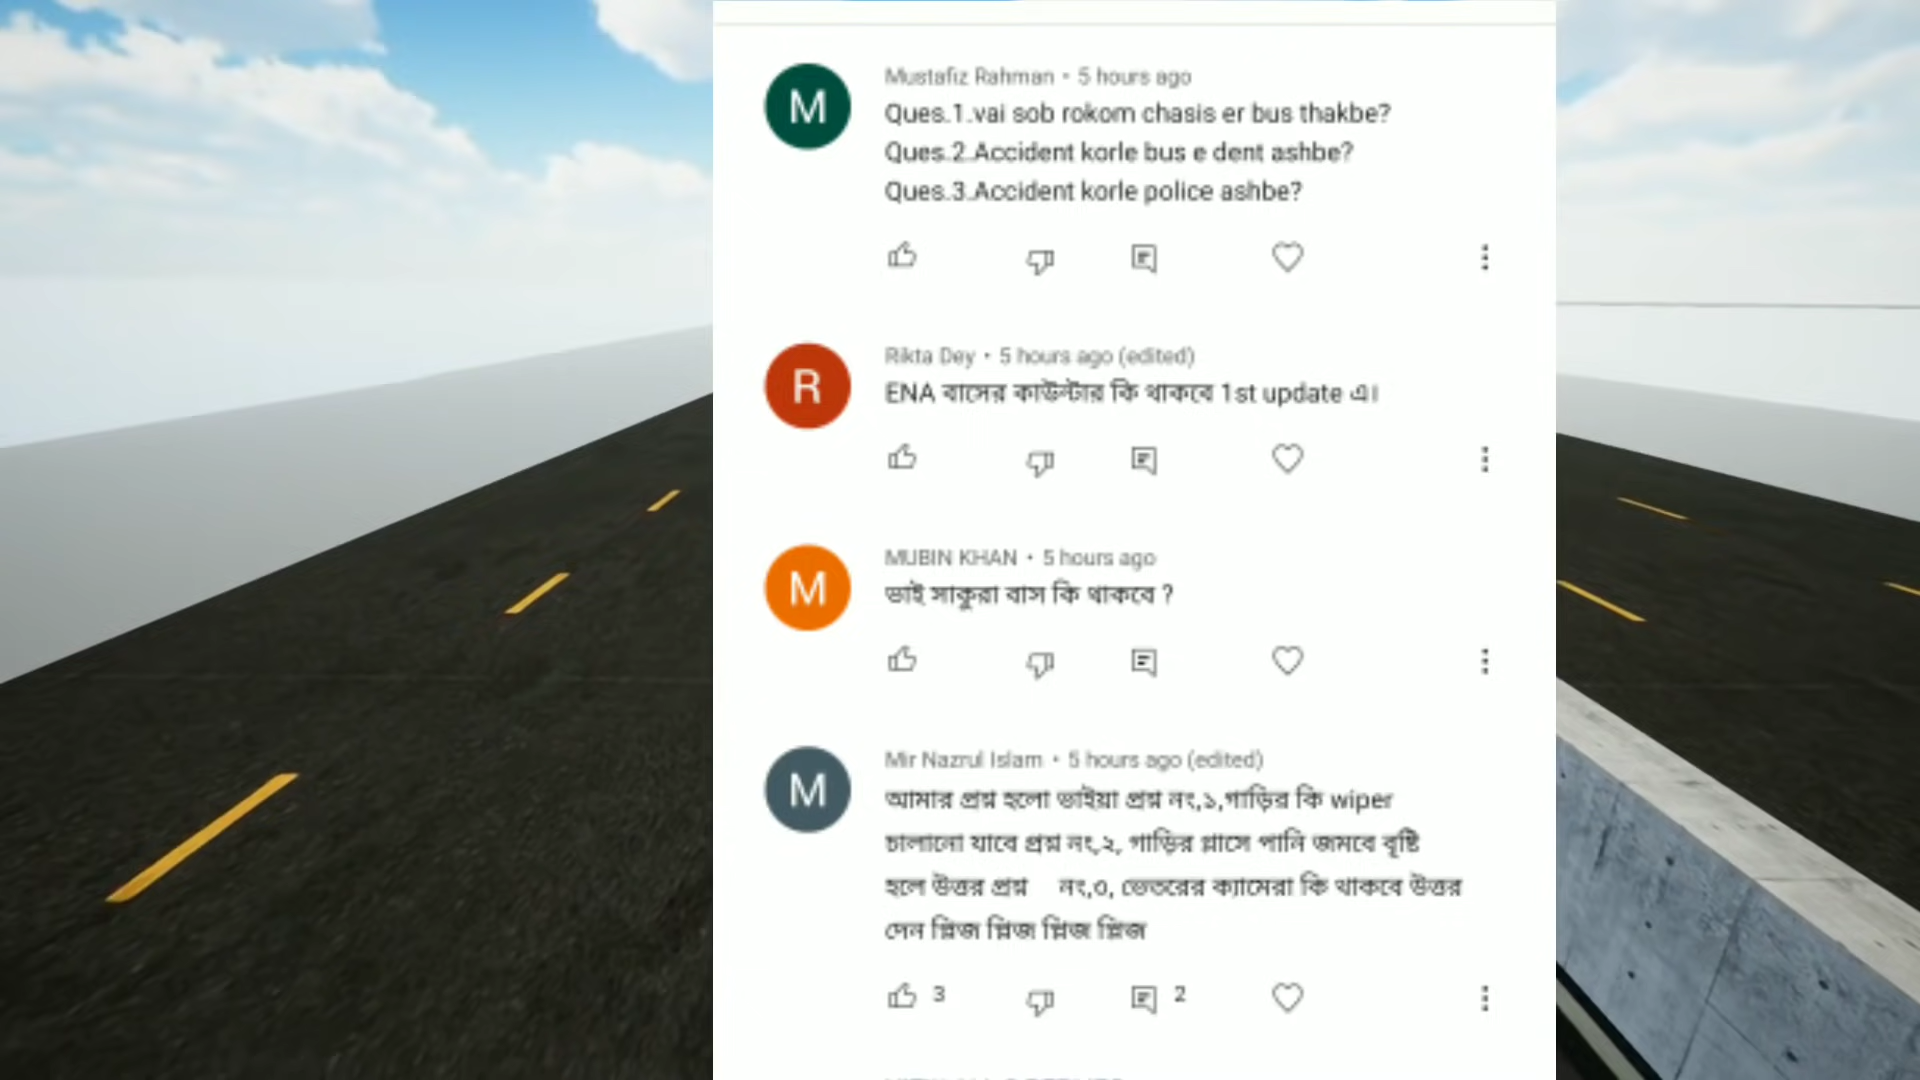 M
Mustafiz Rahman • 5 hours ago
Ques.1.vai sob rokom chasis er bus thakbe?
Ques.2.Accident korle bus e dent ashbe?
Ques.3.Accident korle police ashbe?
R
Rikta Dey • 5 hours ago (edited)
ENA বাসের কাউন্টার কি থাকবে 1st update এ।
M
MUBIN KHAN • 5 hours ago
ভাই সাকুরা বাস কি থাকবে ?
M
Mir Nazrul Islam • 5 hours ago (edited)
আমার প্রশ্ন হলো ভাইয়া প্রশ্ন নং,১,গাড়ির কি wiper
চালানো যাবে প্রশ্ন নং,২, গাড়ির গ্লাসে পানি জমবে বৃষ্টি
হলে উত্তর প্রশ্ন নং,৩, ভেতরের ক্যামেরা কি থাকবে উত্তর
দেন প্লিজ প্লিজ প্লিজ প্লিজ
3 2